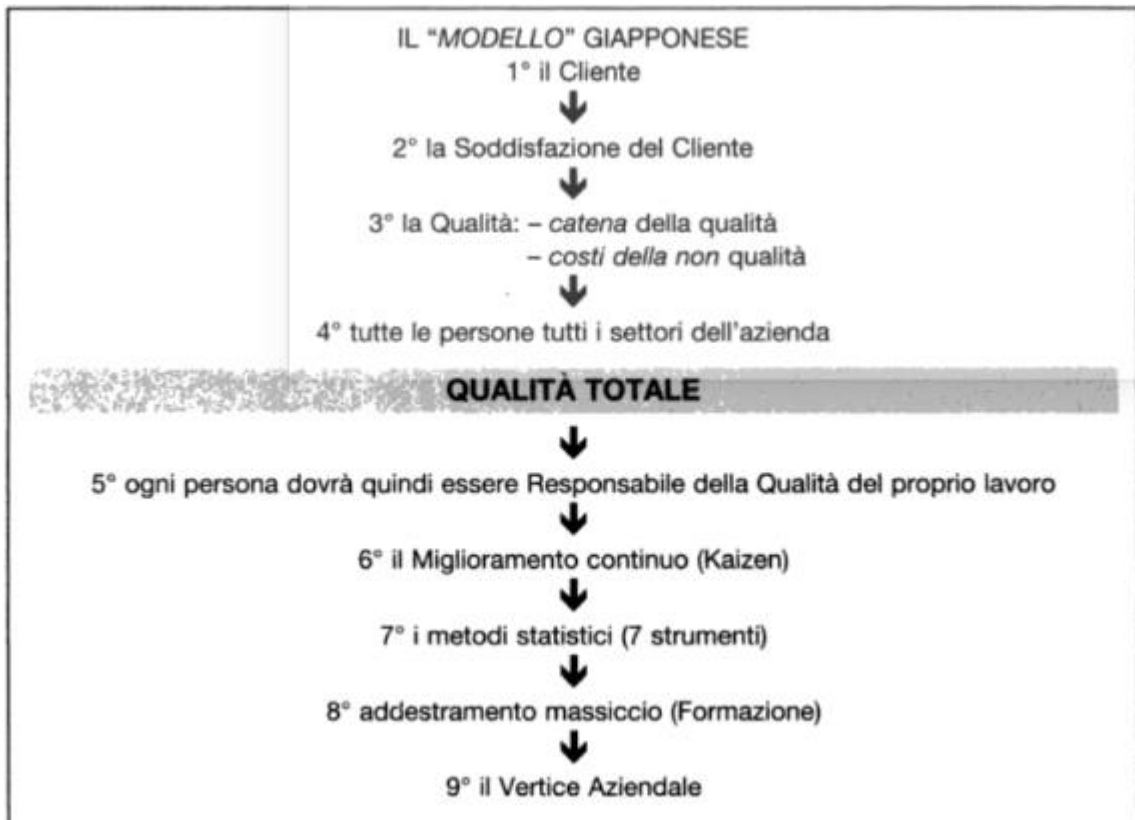 IL “MODELLO” GIAPPONESE
1° il Cliente
2° la Soddisfazione del Cliente
3° la Qualità: – catena della qualità
– costi della non qualità
4° tutte le persone tutti i settori dell’azienda
QUALITÀ TOTALE
5° ogni persona dovrà quindi essere Responsabile della Qualità del proprio lavoro
6° il Miglioramento continuo (Kaizen)
7° i metodi statistici (7 strumenti)
8° addestramento massiccio (Formazione)
9° il Vertice Aziendale